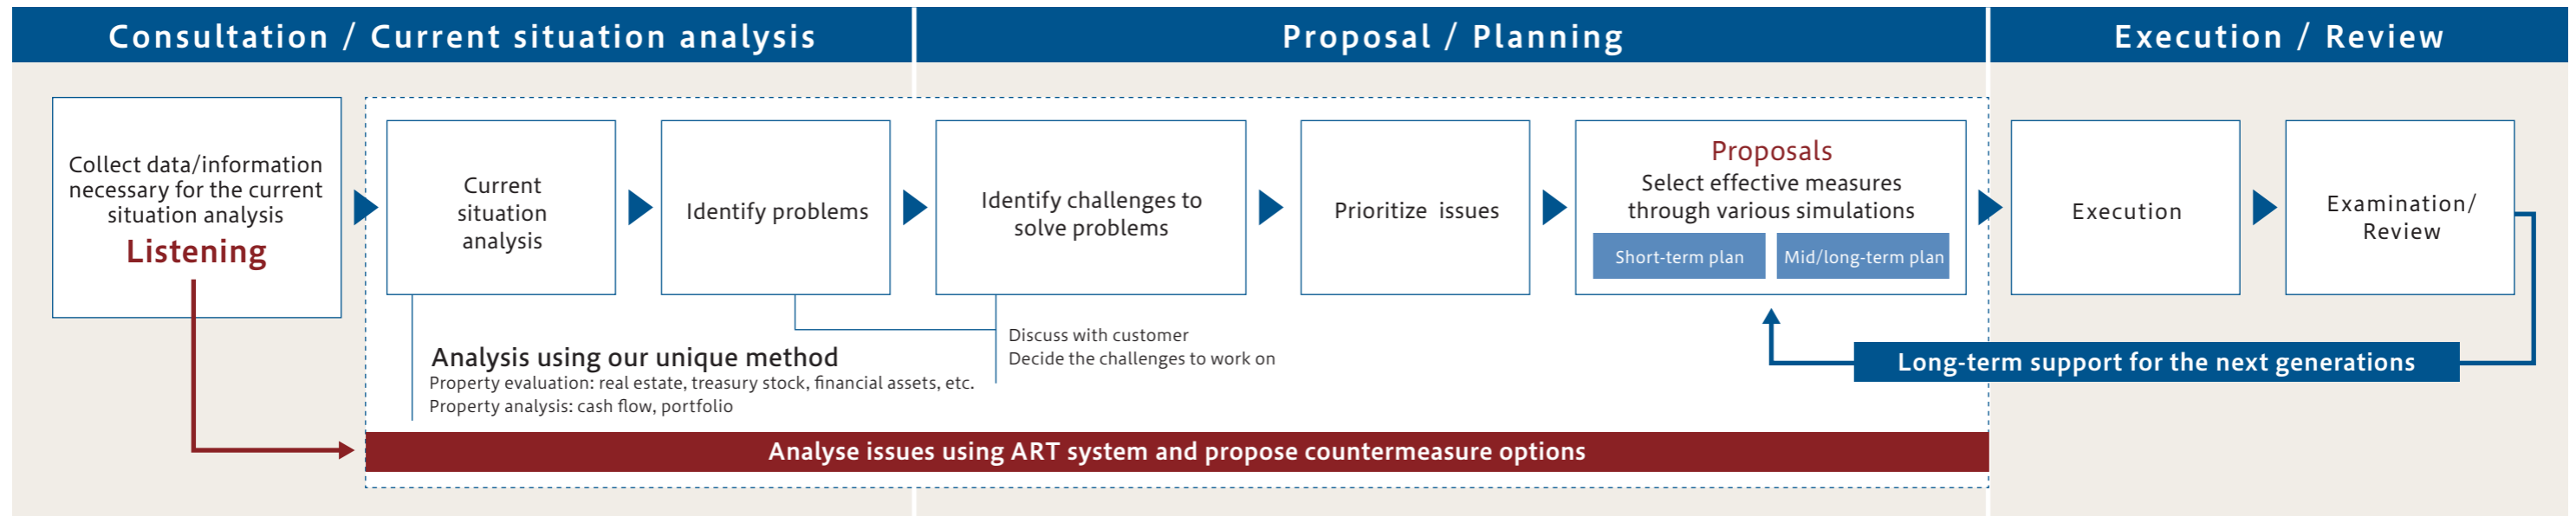 Consultation / Current situation analysis
Proposal / Planning
Execution / Review
Collect data/information
necessary for the current
situation analysis
Listening
Current
situation
analysis
Identify problems
Identify challenges to
solve problems
Prioritize issues
Proposals
Select effective measures
through various simulations
Short-term plan
Mid/long-term plan
Execution
Examination/
Review
Analysis using our unique method
Property evaluation: real estate, treasury stock, financial assets, etc.
Property analysis: cash flow, portfolio
Discuss with customer
Decide the challenges to work on
Long-term support for the next generations
Analyse issues using ART system and propose countermeasure options